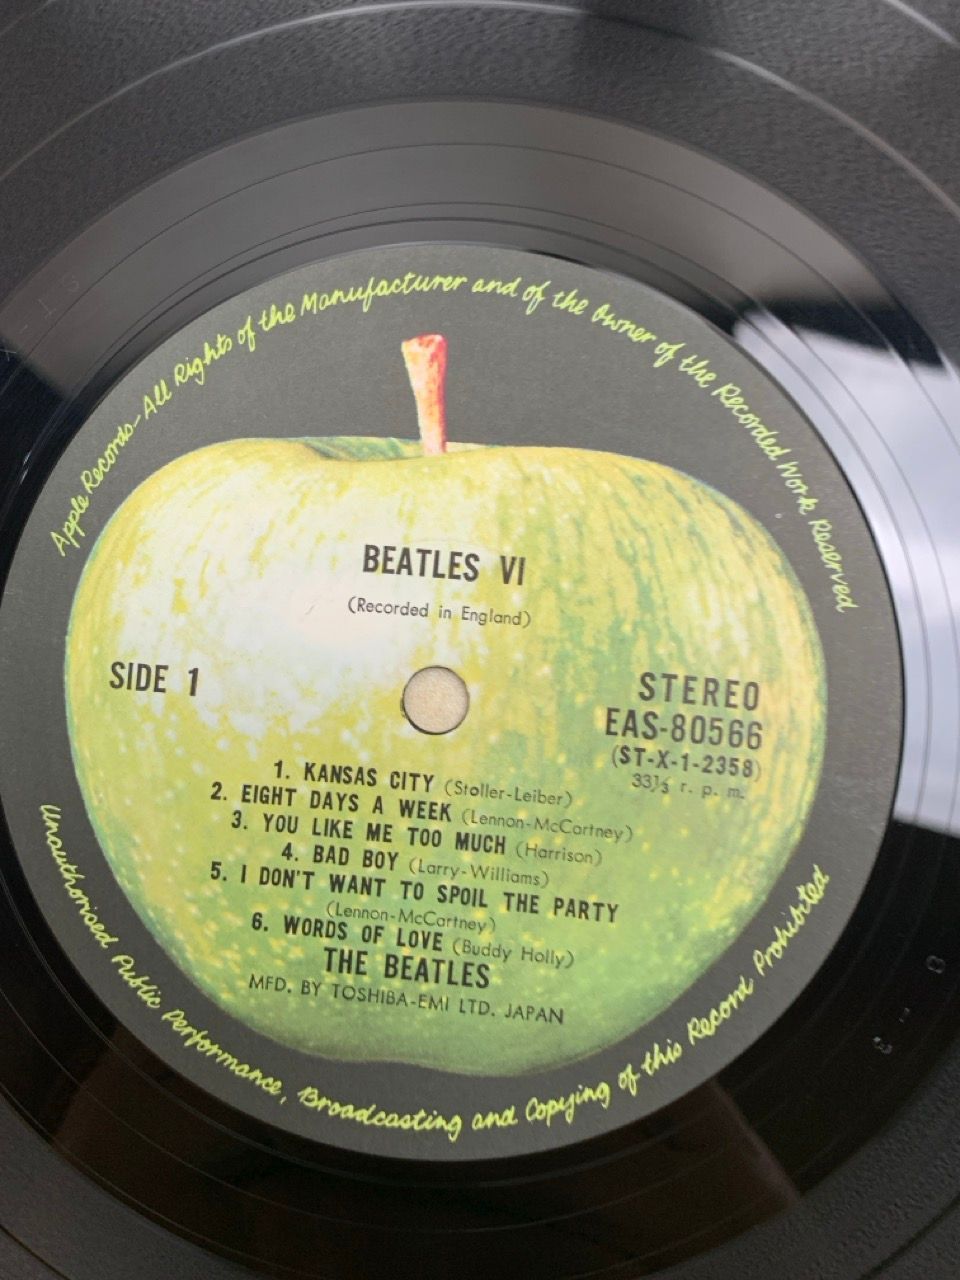 Apple Records-All Rights of the Manufacturer and of the Owner of the Recorded Work Reserved
BEATLES VI
(Recorded in England)
SIDE 1
STEREO
EAS-80566
(ST-X-1-2358)
33⅓ r. p. m.
1. KANSAS CITY (Stoller-Leiber)
2. EIGHT DAYS A WEEK (Lennon-McCartney)
3. YOU LIKE ME TOO MUCH (Harrison)
4. BAD BOY (Larry-Williams)
5. I DON'T WANT TO SPOIL THE PARTY
(Lennon-McCartney)
6. WORDS OF LOVE (Buddy Holly)
THE BEATLES
MFD. BY TOSHIBA-EMI LTD. JAPAN
Unauthorised Public Performance, Broadcasting and Copying of this Record Prohibited